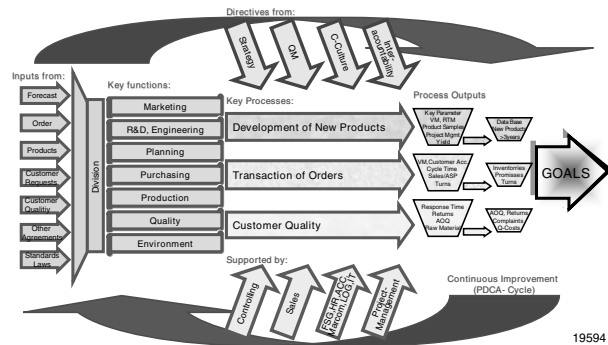 Directives from:
Strategy
QM
C-Culture
Inter-
accountability
Inputs from:
Key functions:
Key Processes:
Process Outputs
Forecast
Order
Products
Customer
Requests
Customer
Quality
Other
Agreements
Standards
Laws
Division
Marketing
R&D, Engineering
Planning
Purchasing
Production
Quality
Environment
Development of New Products
Transaction of Orders
Customer Quality
Key Parameter
VM, RTM
Product Samples
Project Mgmt
Yield
Data Base
New Products
>3years
VM,Customer Acc.
Cycle Time
Sales/ASP
Turns
Inventorries
Promisses
Turns
Response Time
Returns
AOQ
Raw Material
AOQ, Returns
Complaints
Q-Costs
GOALS
Supported by:
Controlling
Sales
FSG,HR,ACC,
Marcom,LOG,IT
Project-
Management
Continuous Improvement
(PDCA- Cycle)
19594